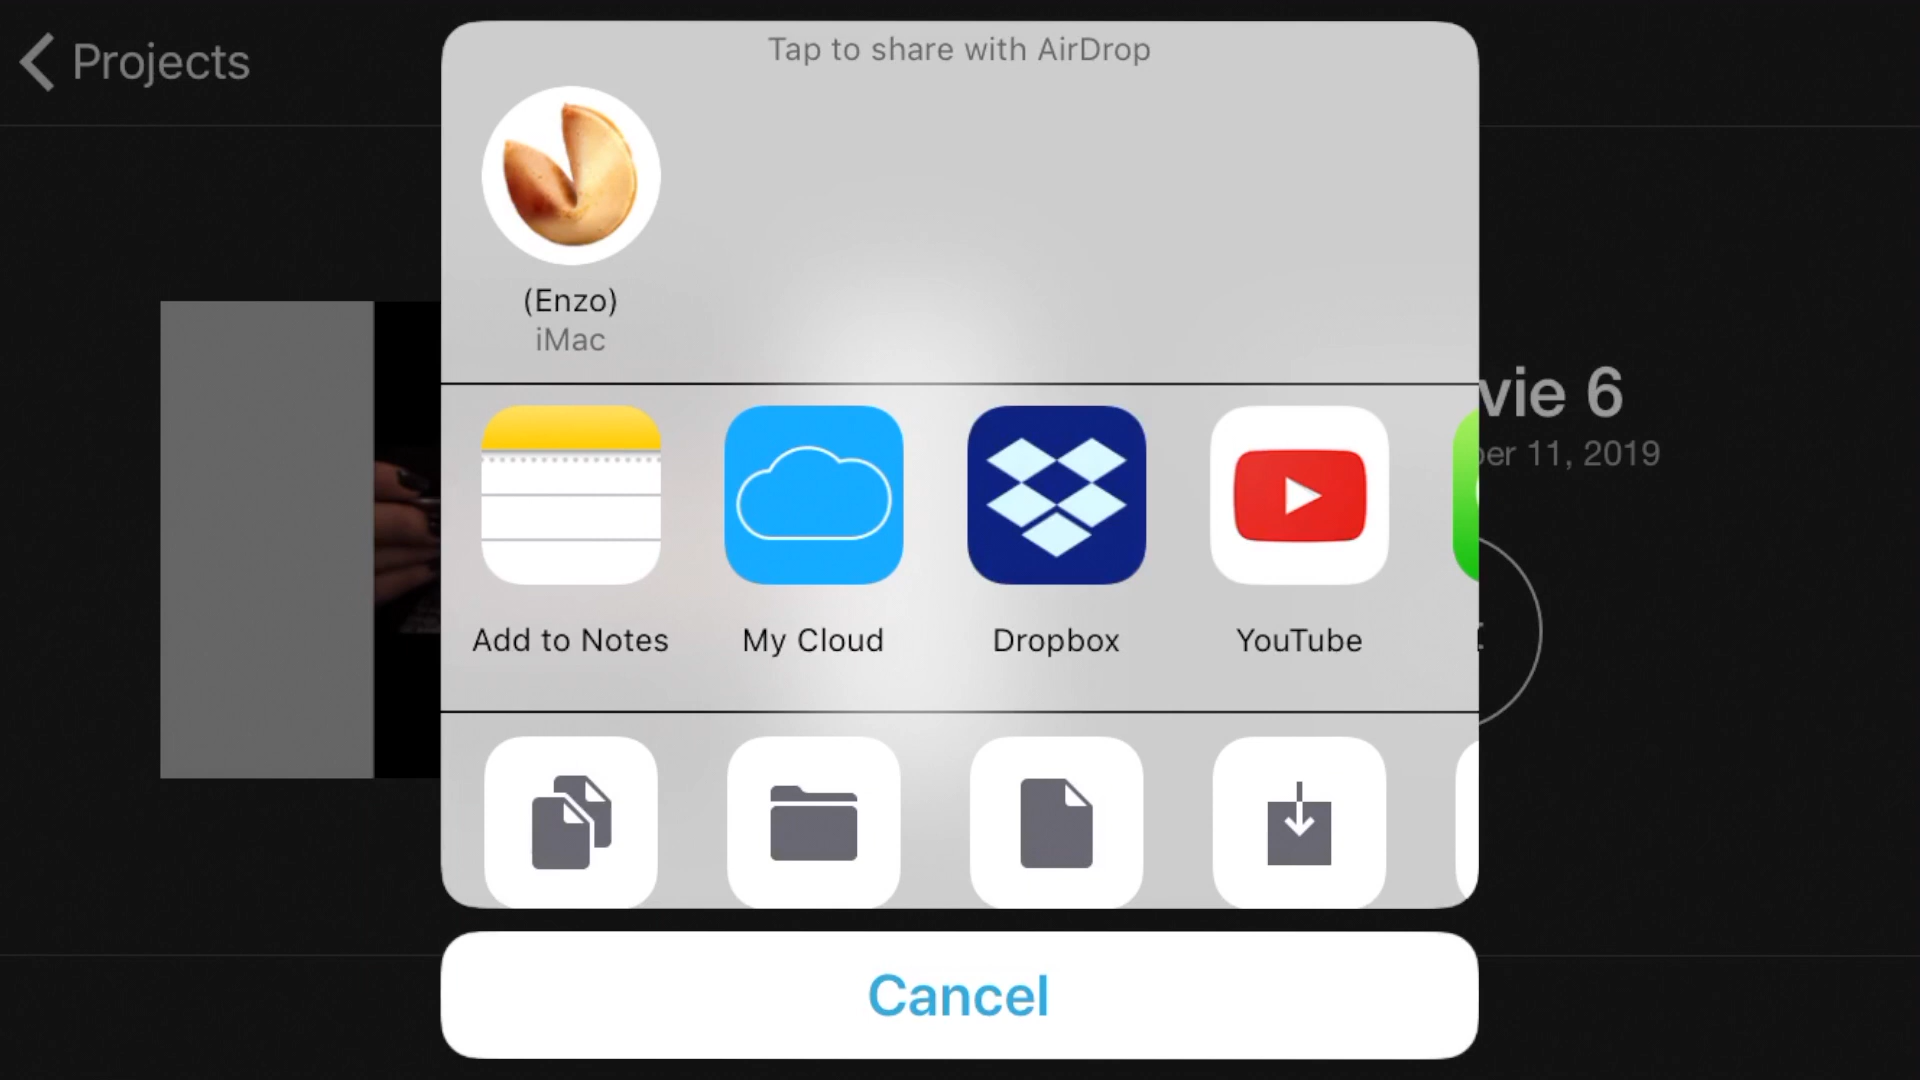 Projects
Tap to share with AirDrop
(Enzo)
iMac
vie 6
ber 11, 2019
Add to Notes
My Cloud
Dropbox
YouTube
Cancel